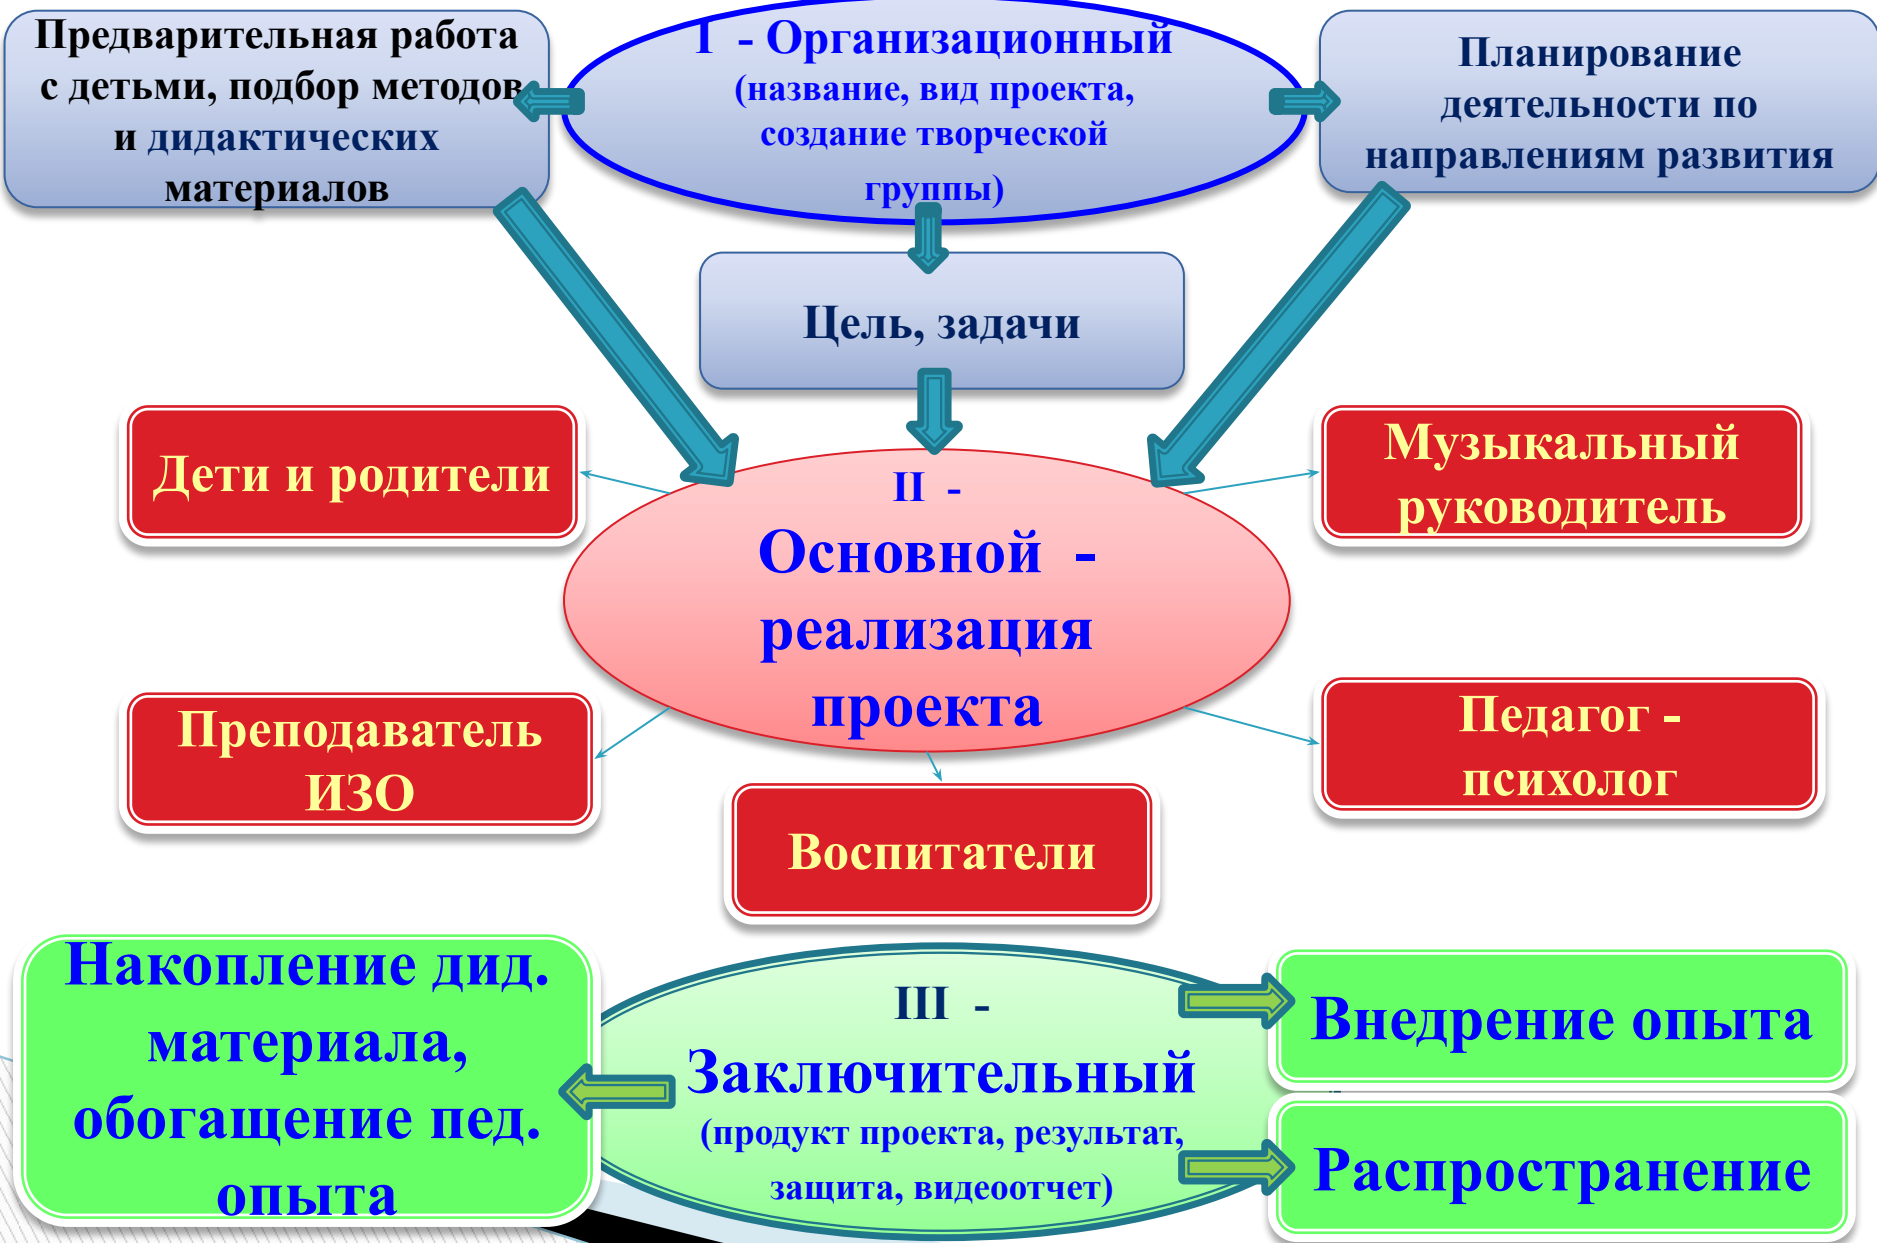 Предварительная работа
с детьми, подбор методов
и дидактических
материалов
I - Организационный
(название, вид проекта,
создание творческой
группы)
Планирование
деятельности по
направлениям развития
Цель, задачи
Дети и родители
Музыкальный
руководитель
II -
Основной -
реализация
проекта
Преподаватель
ИЗО
Педагог -
психолог
Воспитатели
Накопление дид.
материала,
обогащение пед.
опыта
III -
Заключительный
(продукт проекта, результат,
защита, видеоотчет)
Внедрение опыта
Распространение